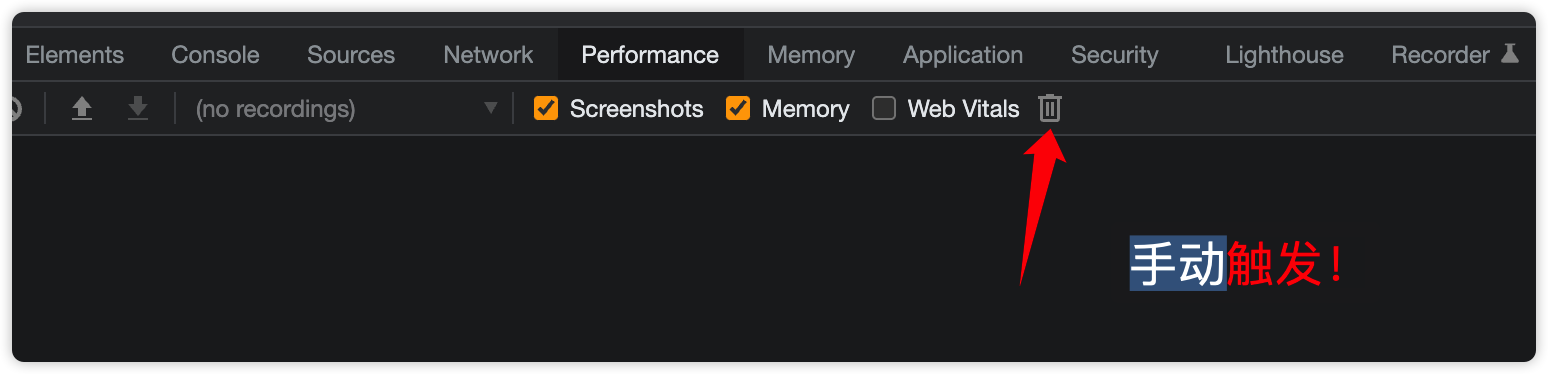 Elements Console Sources Network Performance Memory Application Security Lighthouse Recorder
(no recordings) Screenshots Memory Web Vitals
手动触发！